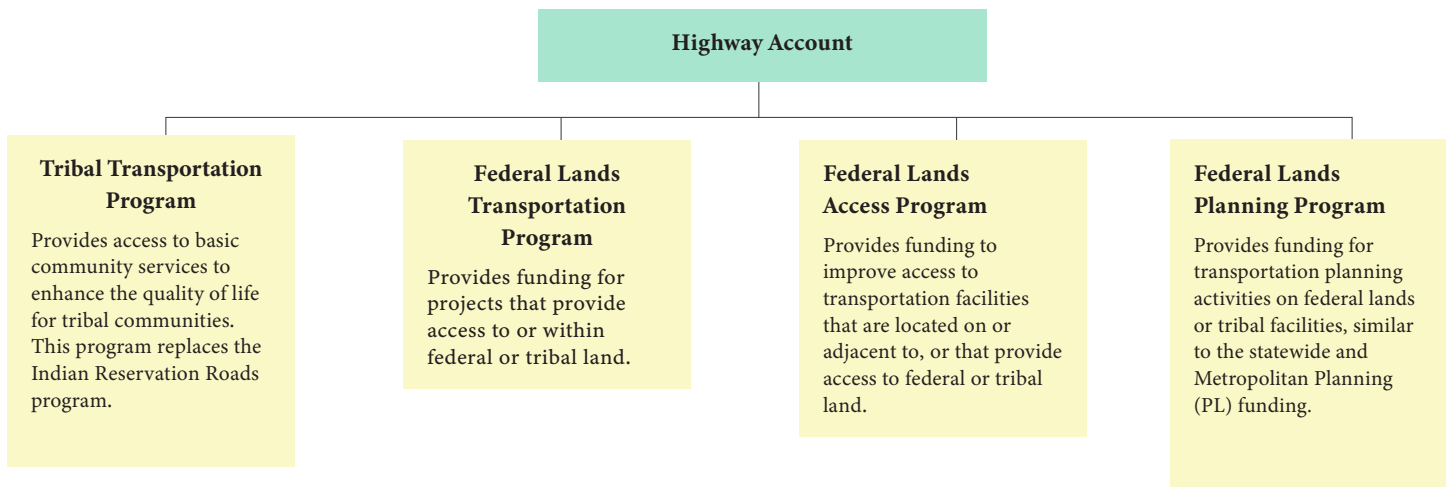 Highway Account
Tribal Transportation
Program
Provides access to basic
community services to
enhance the quality of life
for tribal communities.
This program replaces the
Indian Reservation Roads
program.
Federal Lands
Transportation
Program
Provides funding for
projects that provide
access to or within
federal or tribal land.
Federal Lands
Access Program
Provides funding to
improve access to
transportation facilities
that are located on or
adjacent to, or that provide
access to federal or tribal
land.
Federal Lands
Planning Program
Provides funding for
transportation planning
activities on federal lands
or tribal facilities, similar
to the statewide and
Metropolitan Planning
(PL) funding.